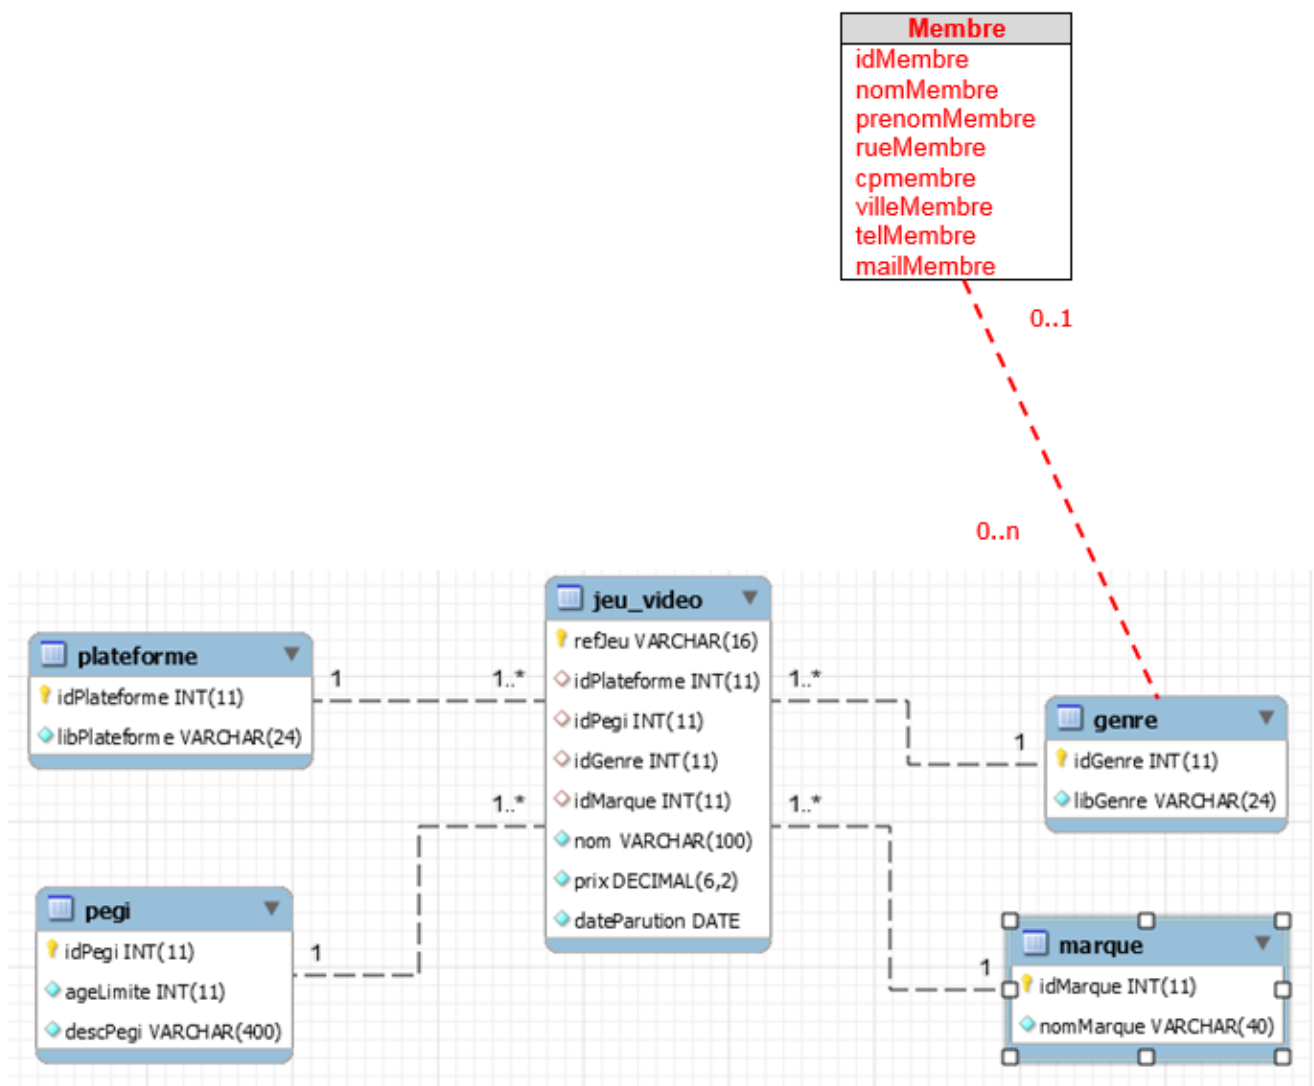 Membre
idMembre
nomMembre
prenomMembre
rueMembre
cpmembre
villeMembre
telMembre
mailMembre
0..1
0..n
plateforme
idPlateforme INT(11)
libPlateforme VARCHAR(24)
1
1..*
jeu_video
refJeu VARCHAR(16)
idPlateforme INT(11)
idPegi INT(11)
idGenre INT(11)
idMarque INT(11)
nom VARCHAR(100)
prix DECIMAL(6,2)
dateParution DATE
1..*
1
genre
idGenre INT(11)
libGenre VARCHAR(24)
pegi
idPegi INT(11)
ageLimite INT(11)
descPegi VARCHAR(400)
1
1..*
1..*
1
marque
idMarque INT(11)
nomMarque VARCHAR(40)